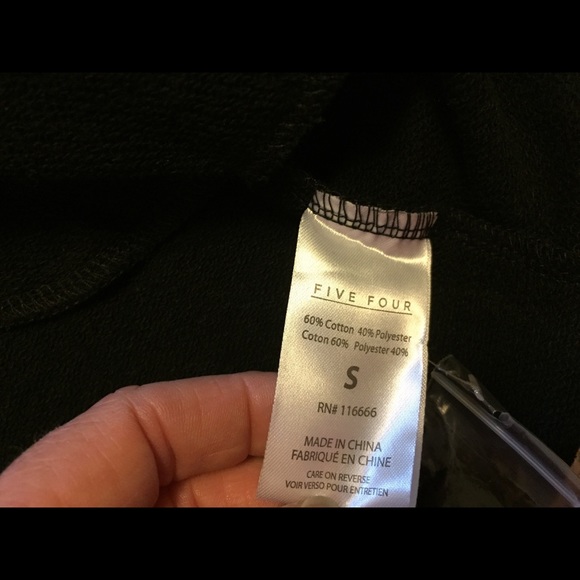 FIVE FOUR
60% Cotton 40% Polyester
Coton 60% Polyester 40%
S
RN# 116666
MADE IN CHINA
FABRIQUÉ EN CHINE
CARE ON REVERSE
VOIR VERSO POUR ENTRETIEN